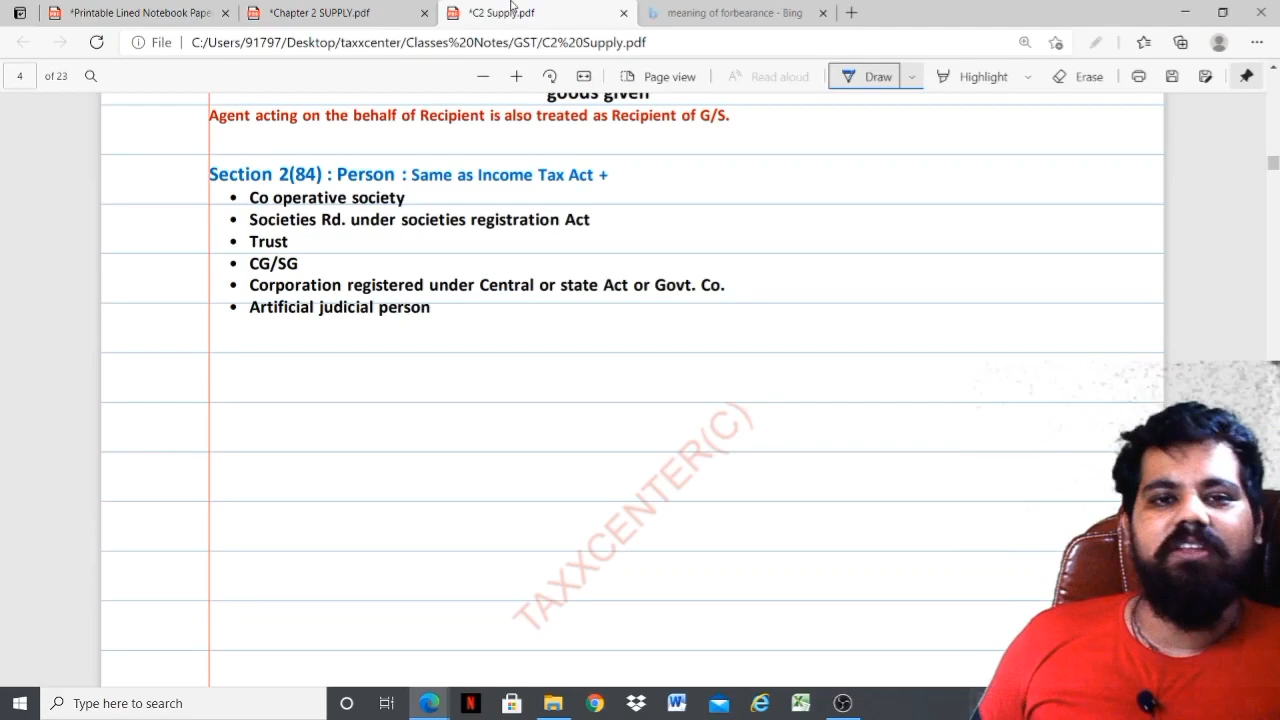 *Printable Lined Notebook Pape
*Chapter 2 SUPPLY.pdf
*C2 Supply.pdf
meaning of forbearance - Bing
File
C:/Users/91797/Desktop/taxxcenter/Classes%20Notes/GST/C2%20Supply.pdf
4 of 23
Page view
Read aloud
Draw
Highlight
Erase
goods given
Agent acting on the behalf of Recipient is also treated as Recipient of G/S.
Section 2(84) : Person : Same as Income Tax Act +
• Co operative society
• Societies Rd. under societies registration Act
• Trust
• CG/SG
• Corporation registered under Central or state Act or Govt. Co.
• Artificial judicial person
TAXXCENTER(C)
Type here to search